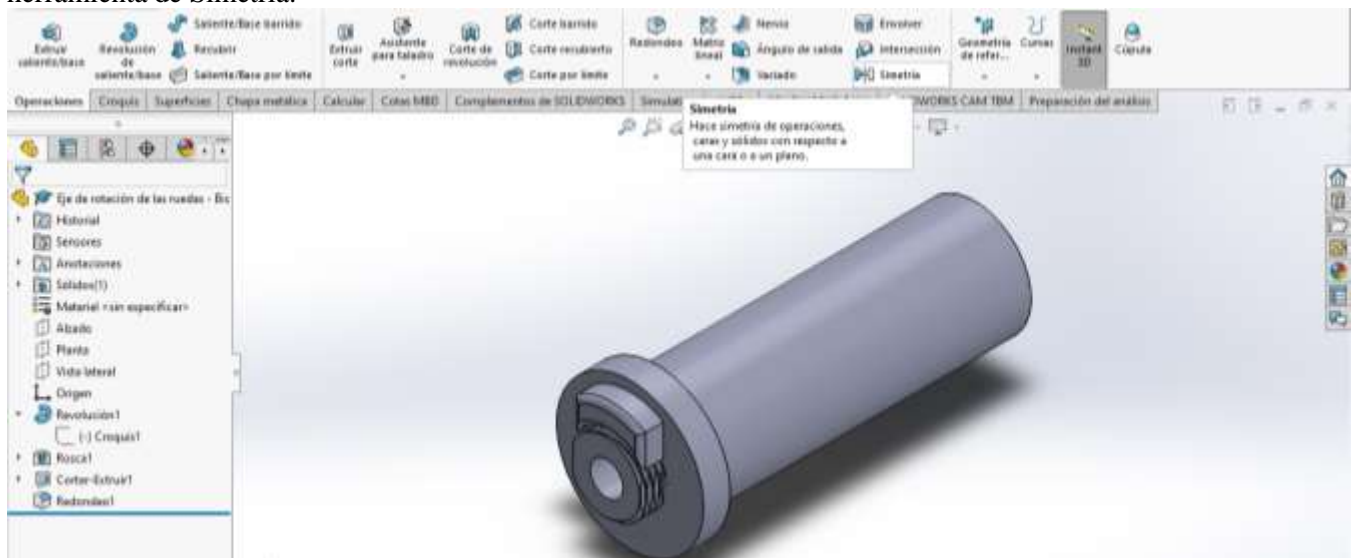 herramienta de Simetría.
Extruir saliente/base
Revolución de saliente/base
Saliente/Base barrido
Recubrir
Saliente/Base por límite
Extruir corte
Asistente para taladro
Corte de revolución
Corte barrido
Corte recubierto
Corte por límite
Redondeo
Matriz lineal
Nervio
Ángulo de salida
Vaciado
Envolver
Intersección
Simetría
Geometría de refer...
Curvas
Instant 3D
Cúpula
Operaciones Croquis Superficies Chapa metálica Calcular Cotas MBD Complementos de SOLIDWORKS Simulat WORKS CAM TBM Preparación del análisis
Simetría
Hace simetría de operaciones,
caras y sólidos con respecto a
una cara o a un plano.
Eje de rotación de las ruedas - Bis
Historial
Sensores
Anotaciones
Sólidos(1)
Material <sin especificar>
Alzado
Planta
Vista lateral
Origen
Revolución1
(-) Croquis1
Rosca1
Cortar-Extruir1
Redondeo1